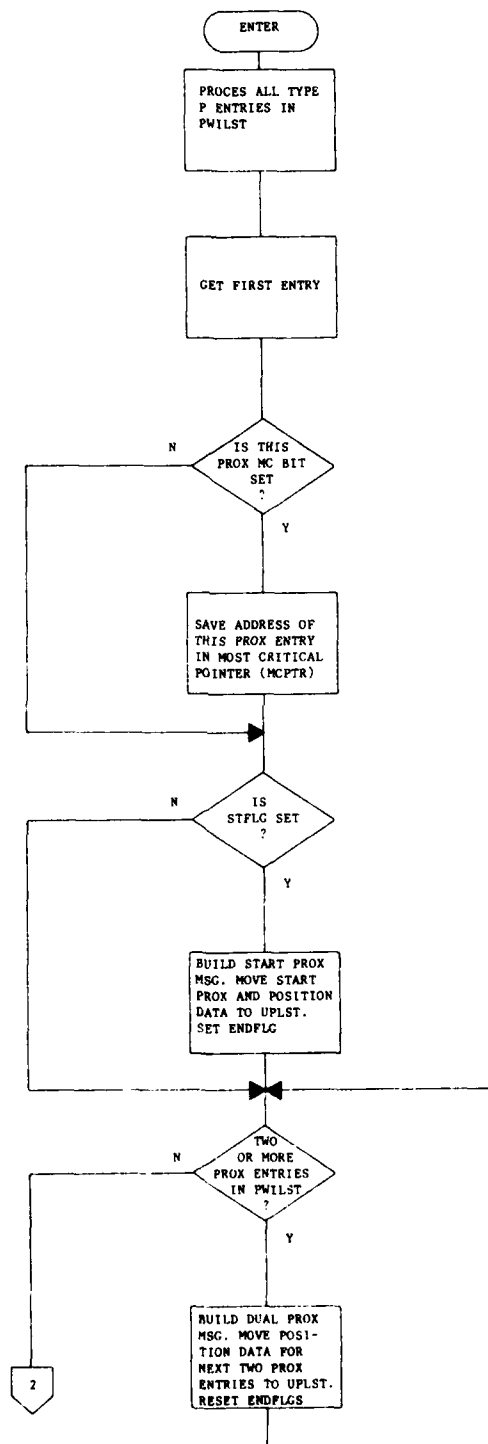 ENTER
PROCES ALL TYPE
P ENTRIES IN
PWILST
GET FIRST ENTRY
N
IS THIS
PROX MC BIT
SET
?
Y
SAVE ADDRESS OF
THIS PROX ENTRY
IN MOST CRITICAL
POINTER (MCPTR)
N
IS
STFLG SET
?
Y
BUILD START PROX
MSG. MOVE START
PROX AND POSITION
DATA TO UPLST.
SET ENDFLG
N
TWO
OR MORE
PROX ENTRIES
IN PWILST
?
Y
BUILD DUAL PROX
MSG. MOVE POSI-
TION DATA FOR
NEXT TWO PROX
ENTRIES TO UPLST.
RESET ENDFLGS
2